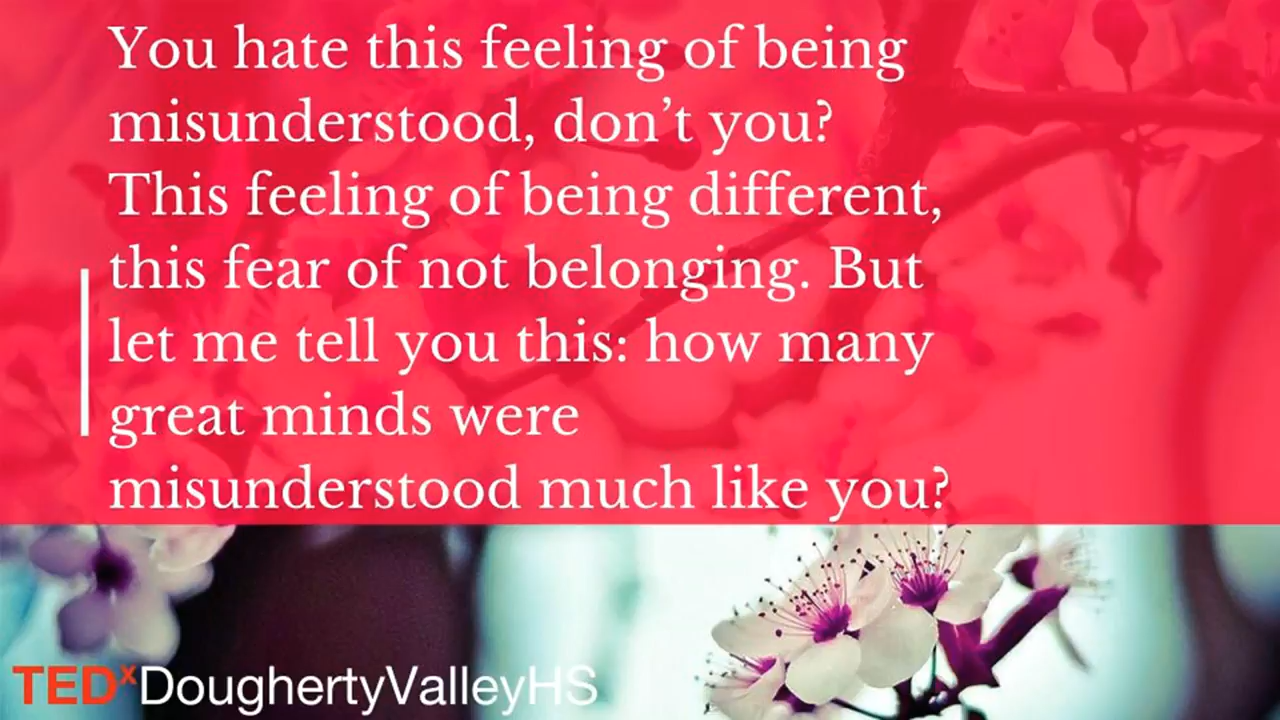 You hate this feeling of being
misunderstood, don’t you?
This feeling of being different,
this fear of not belonging. But
let me tell you this: how many
great minds were
misunderstood much like you?
TEDxDoughertyValleyHS